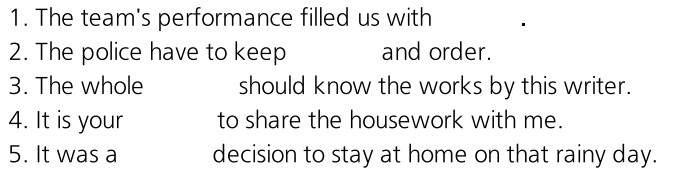 1. The team's performance filled us with .
2. The police have to keep and order.
3. The whole should know the works by this writer.
4. It is your to share the housework with me.
5. It was a decision to stay at home on that rainy day.